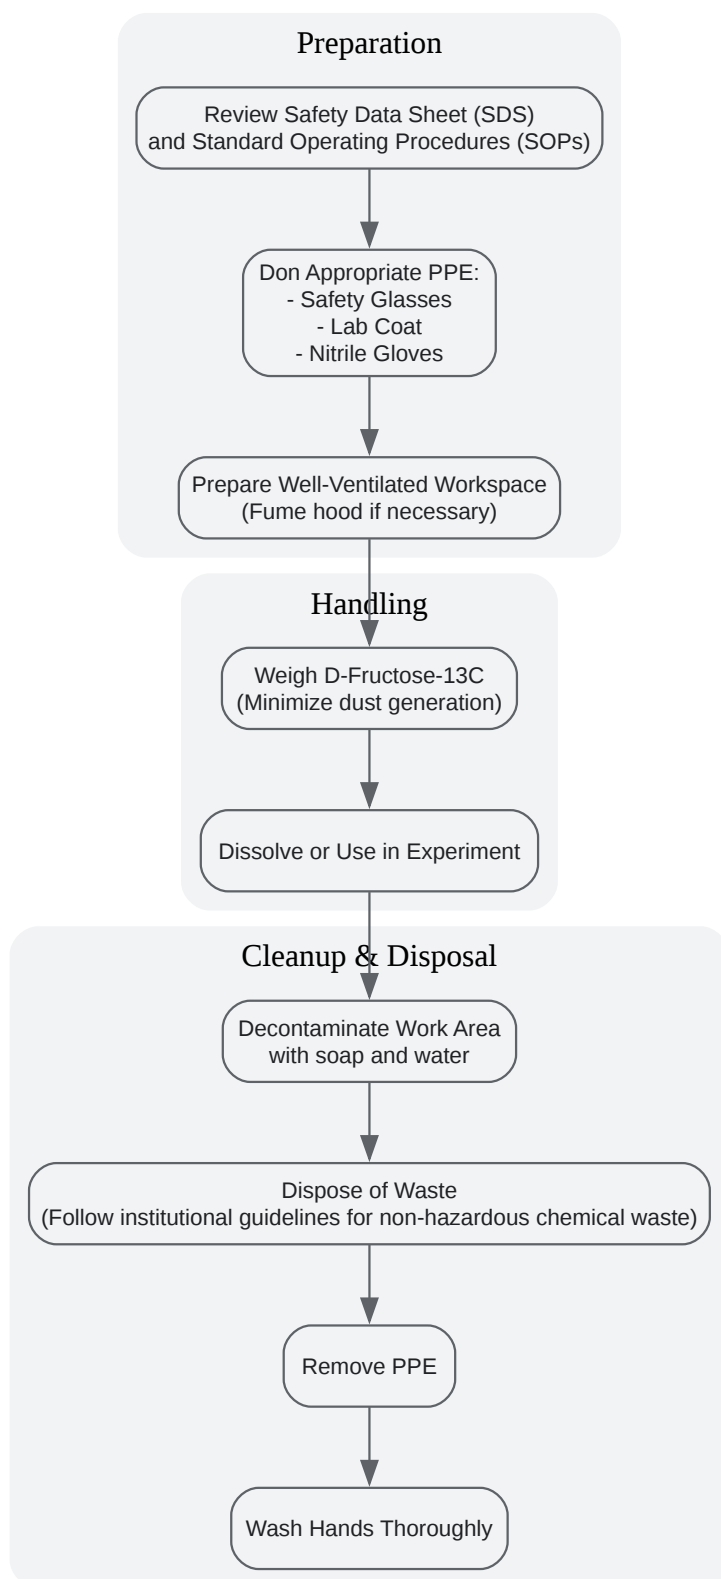 Preparation
Review Safety Data Sheet (SDS)
and Standard Operating Procedures (SOPs)
Don Appropriate PPE:
- Safety Glasses
- Lab Coat
- Nitrile Gloves
Prepare Well-Ventilated Workspace
(Fume hood if necessary)
Handling
Weigh D-Fructose-13C
(Minimize dust generation)
Dissolve or Use in Experiment
Cleanup & Disposal
Decontaminate Work Area
with soap and water
Dispose of Waste
(Follow institutional guidelines for non-hazardous chemical waste)
Remove PPE
Wash Hands Thoroughly